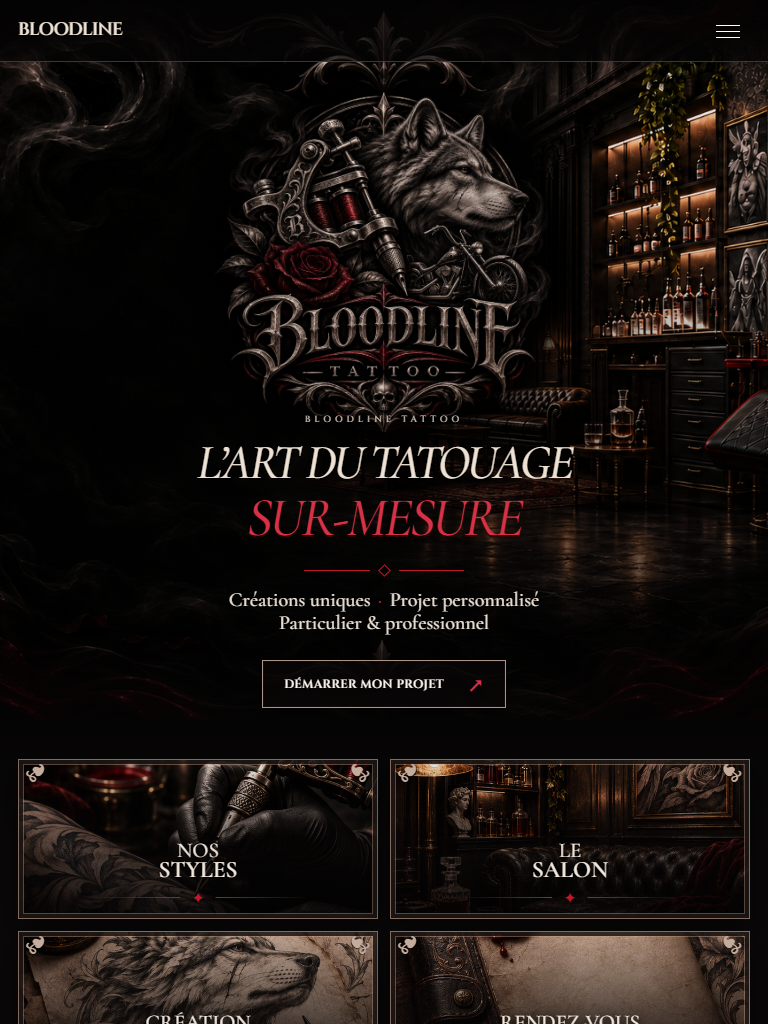 BLOODLINE
B
BLOODLINE
TATTOO
BLOODLINE TATTOO
L'ART DU TATOUAGE
SUR-MESURE
Créations uniques · Projet personnalisé
Particulier & professionnel
DÉMARRER MON PROJET ↗
NOS
STYLES
LE
SALON
CRÉATION
RENDEZ-VOUS